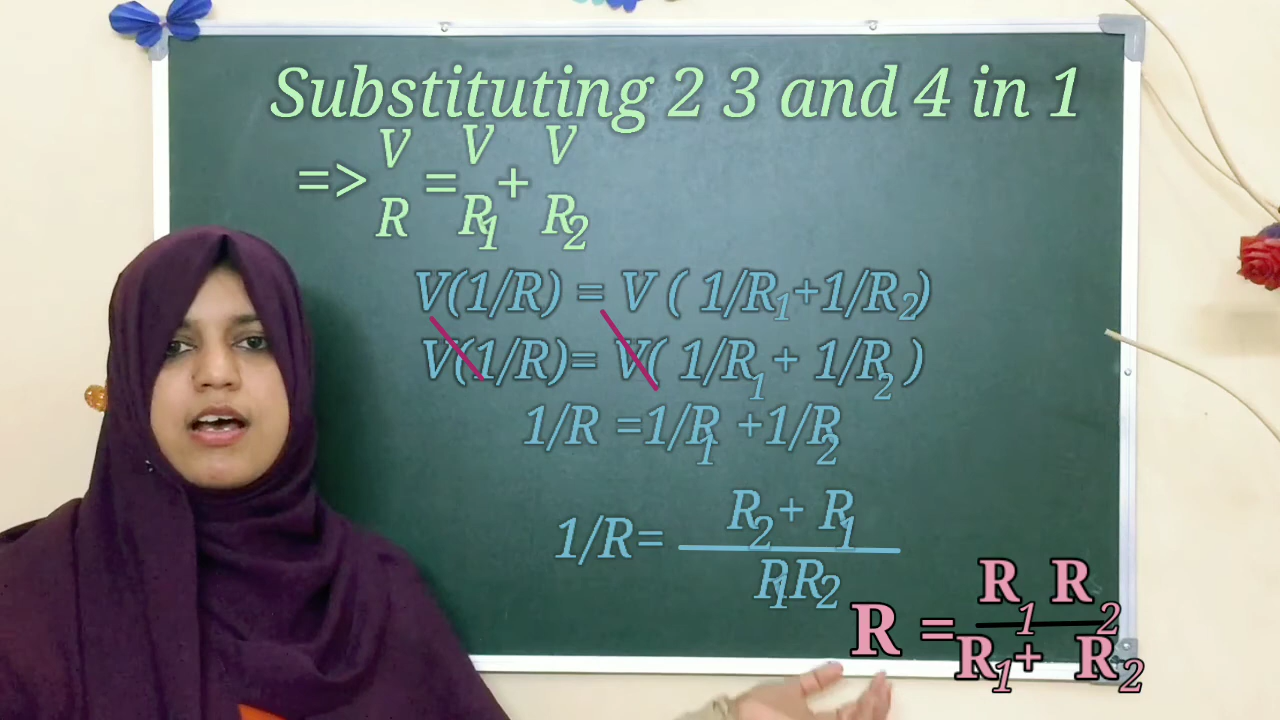 Substituting 2 3 and 4 in 1
=> V/R = V/R₁ + V/R₂
V(1/R) = V ( 1/R₁+1/R₂)
V(1/R)= V( 1/R₁ + 1/R₂ )
1/R =1/R₁ +1/R₂
1/R= R₂+ R₁
R₁R₂
R = R₁ R₂
R₁+ R₂